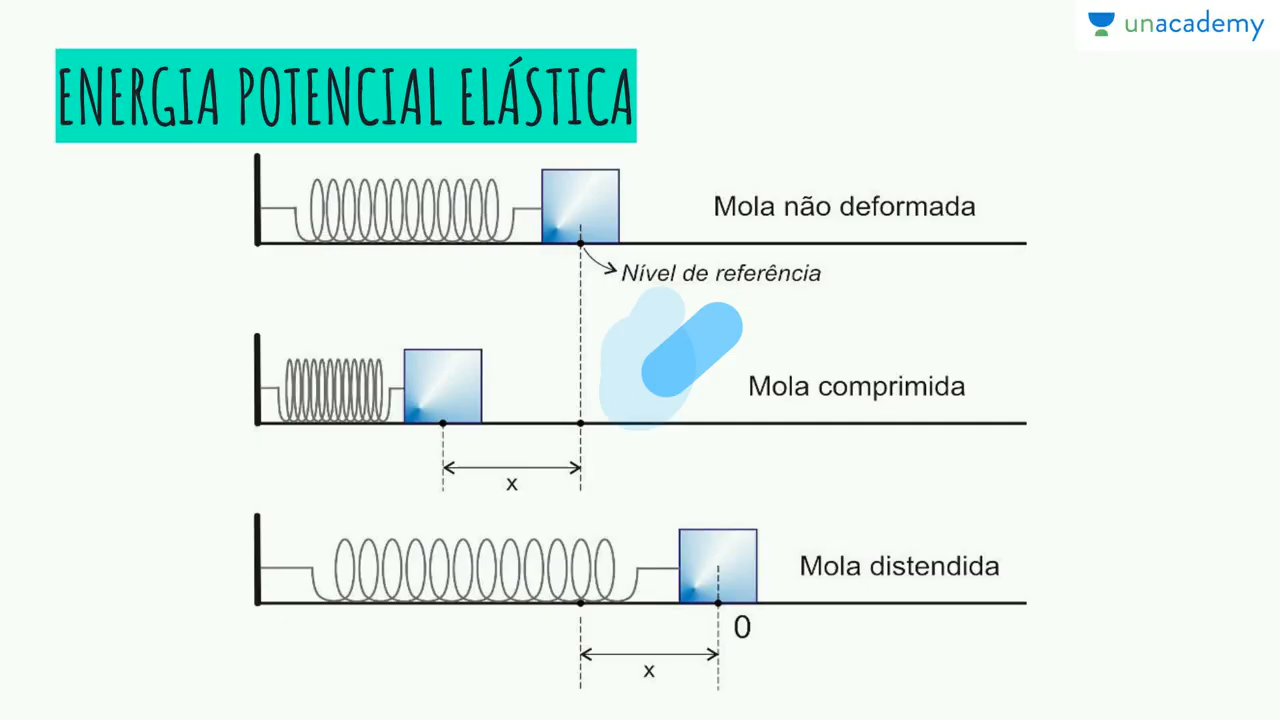 unacademy
ENERGIA POTENCIAL ELÁSTICA
Mola não deformada
Nível de referência
Mola comprimida
x
Mola distendida
0
x